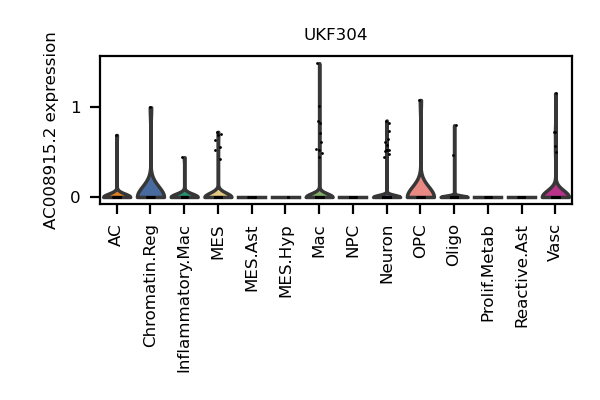 UKF304
AC008915.2 expression
1
0
AC
Chromatin.Reg
Inflammatory.Mac
MES
MES.Ast
MES.Hyp
Mac
NPC
Neuron
OPC
Oligo
Prolif.Metab
Reactive.Ast
Vasc